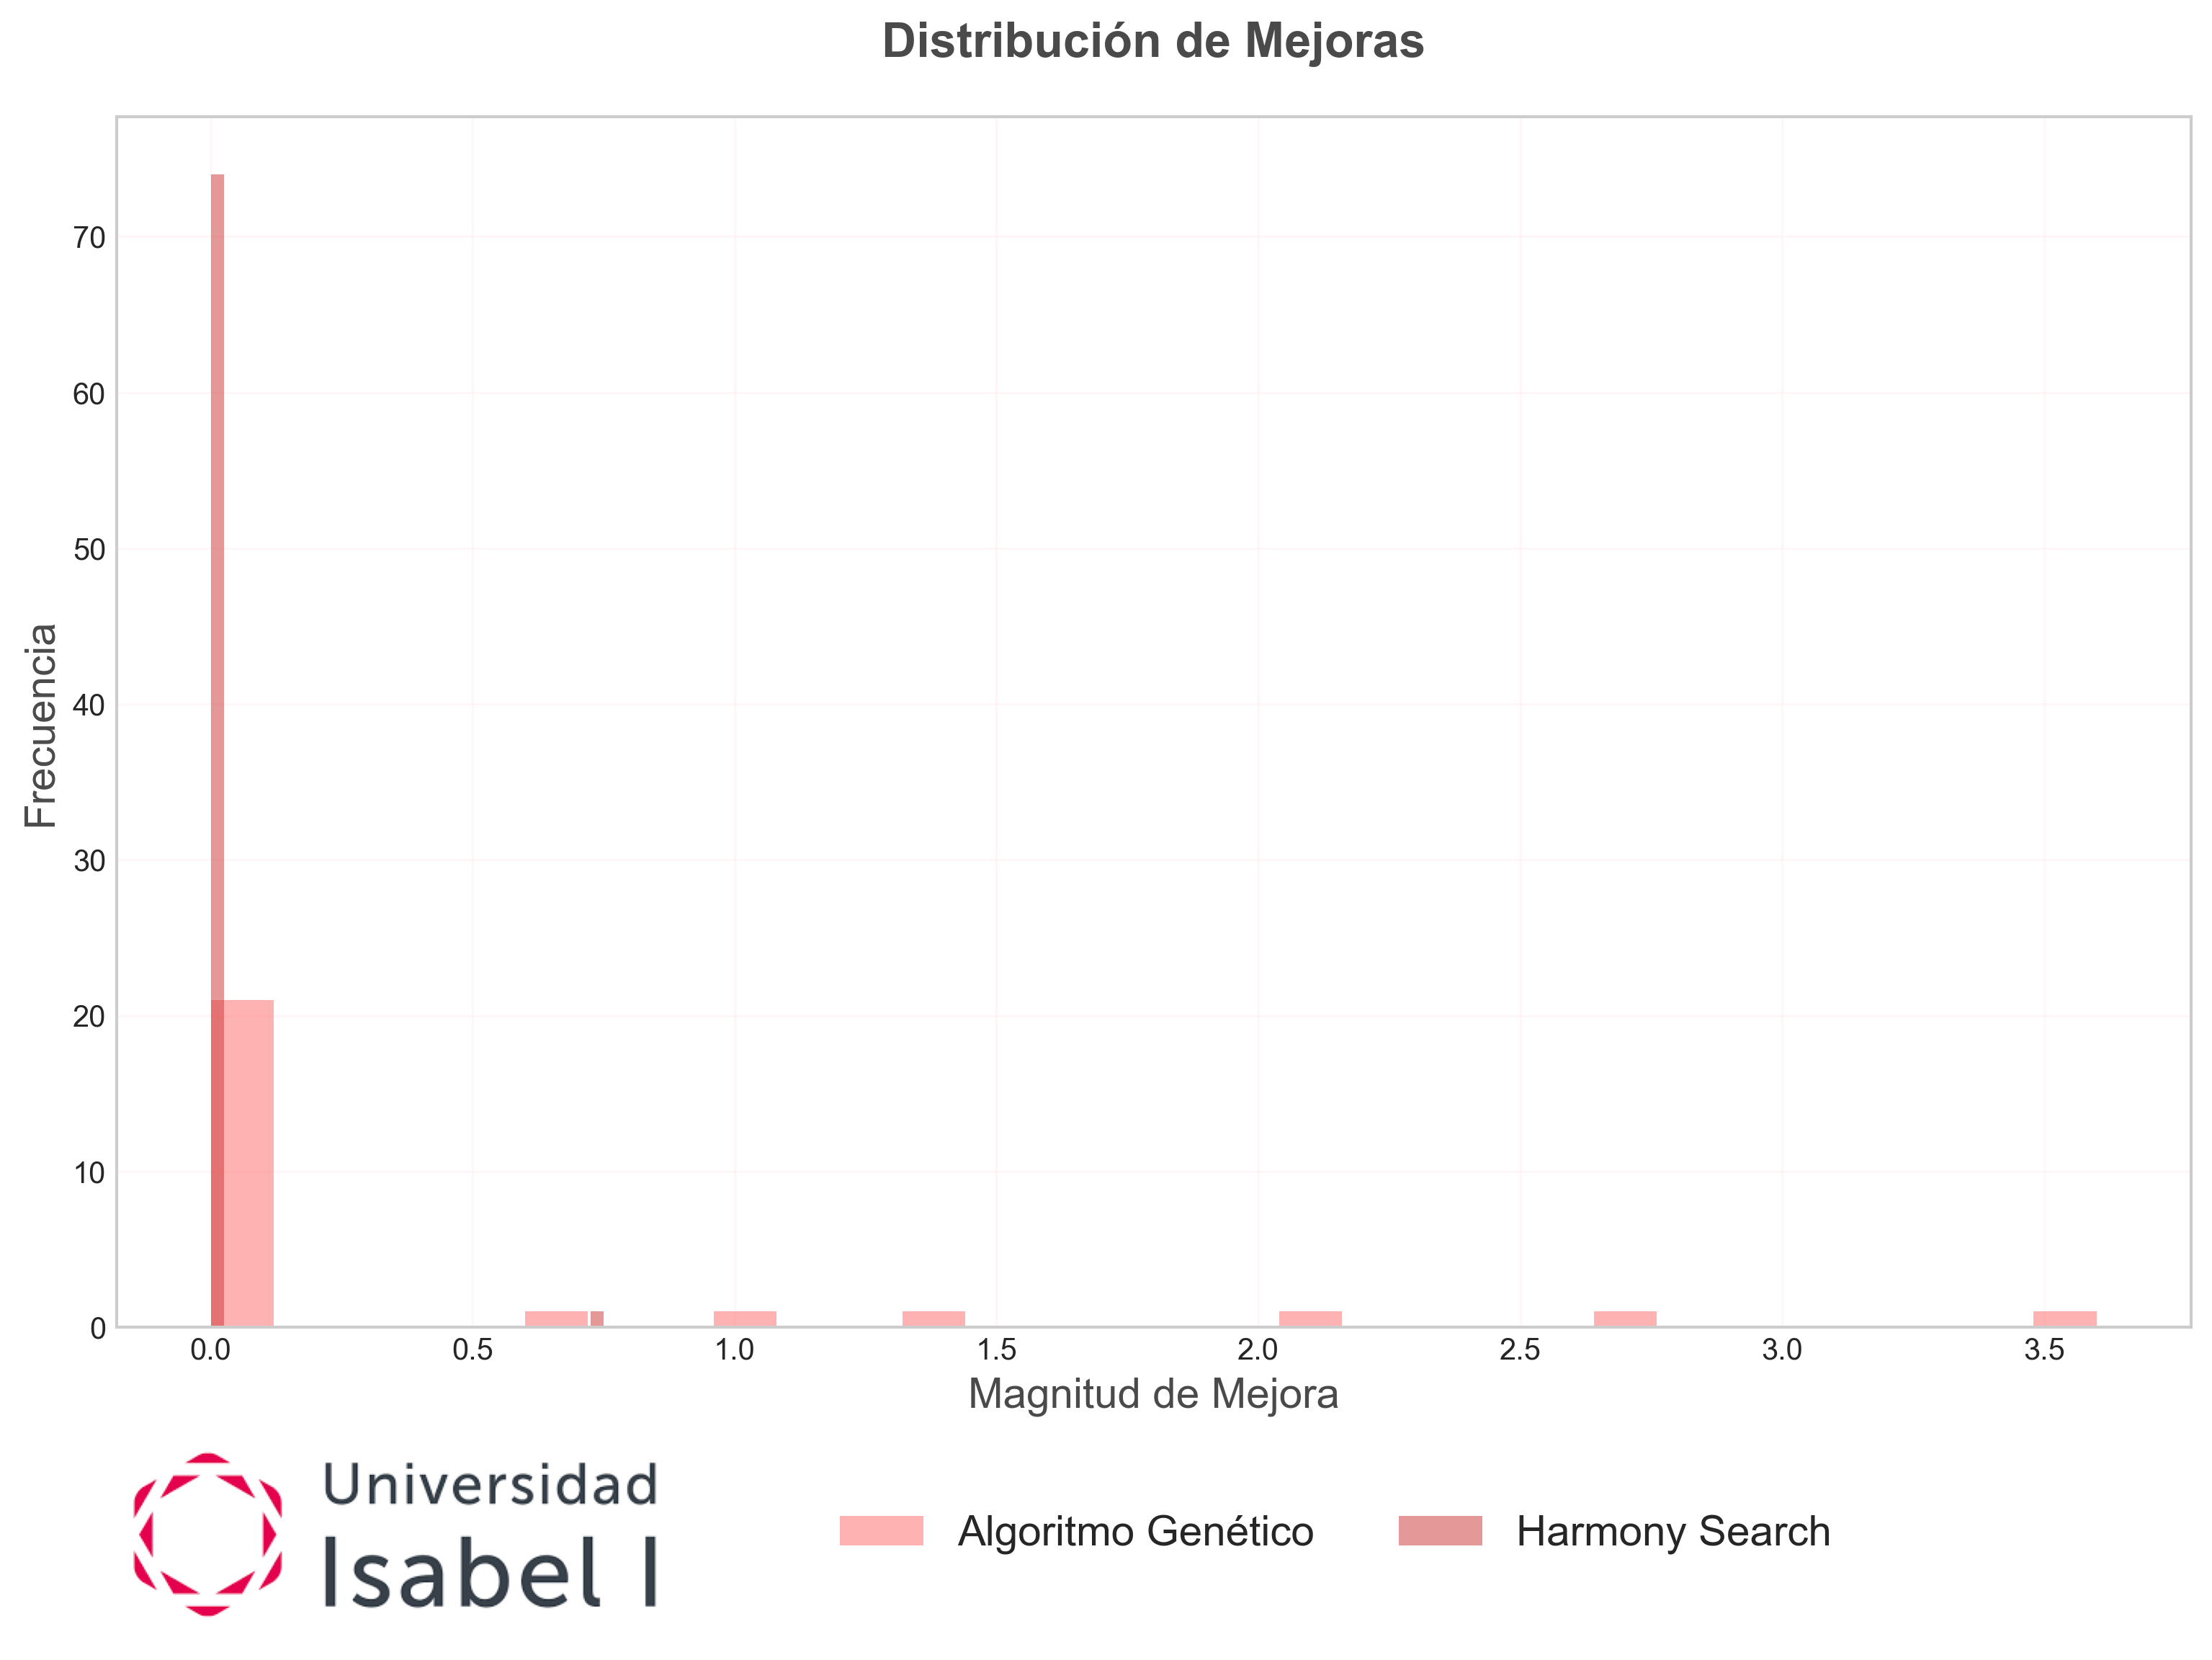 Distribución de Mejoras
Frecuencia
70
60
50
40
30
20
10
0
0.0 0.5 1.0 1.5 2.0 2.5 3.0 3.5
Magnitud de Mejora
Universidad
Isabel I
Algoritmo Genético Harmony Search